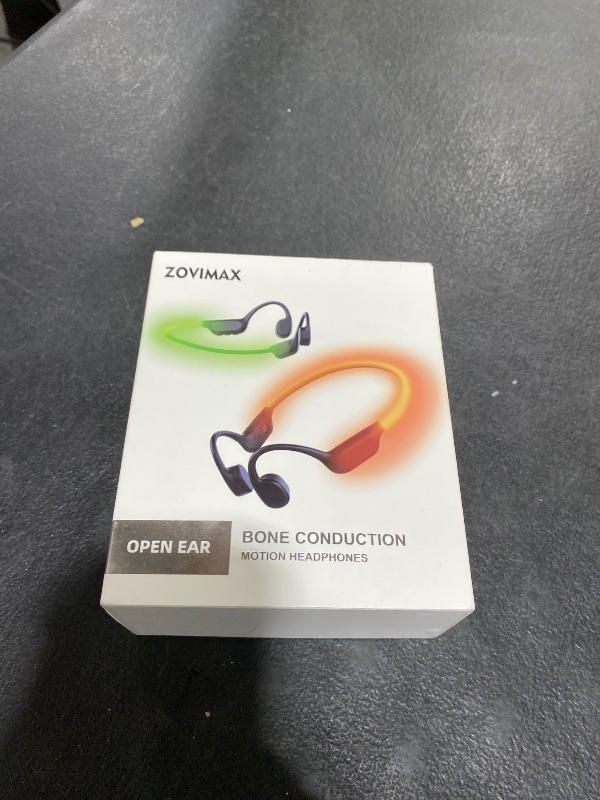 ZOVIMAX
OPEN EAR
BONE CONDUCTION
MOTION HEADPHONES